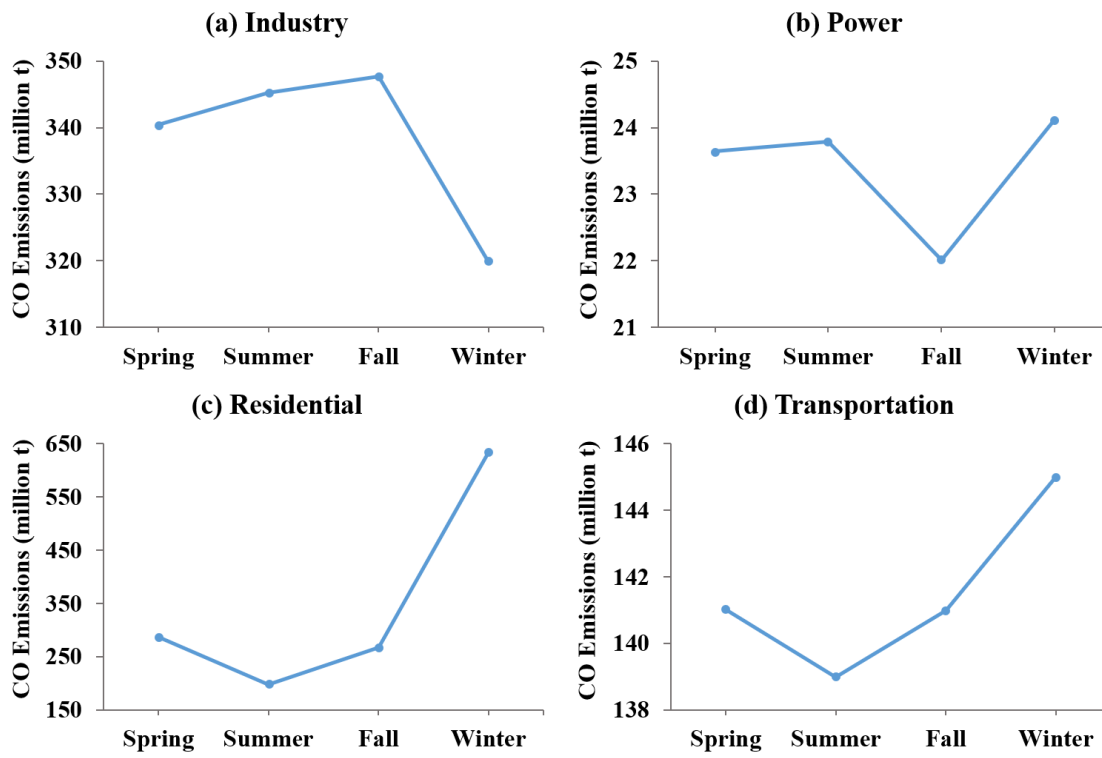 (a) Industry
CO Emissions (million t)
350
340
330
320
310
Spring Summer Fall Winter
(b) Power
CO Emissions (million t)
25
24
23
22
21
Spring Summer Fall Winter
(c) Residential
CO Emissions (million t)
650
550
450
350
250
150
Spring Summer Fall Winter
(d) Transportation
CO Emissions (million t)
146
144
142
140
138
Spring Summer Fall Winter